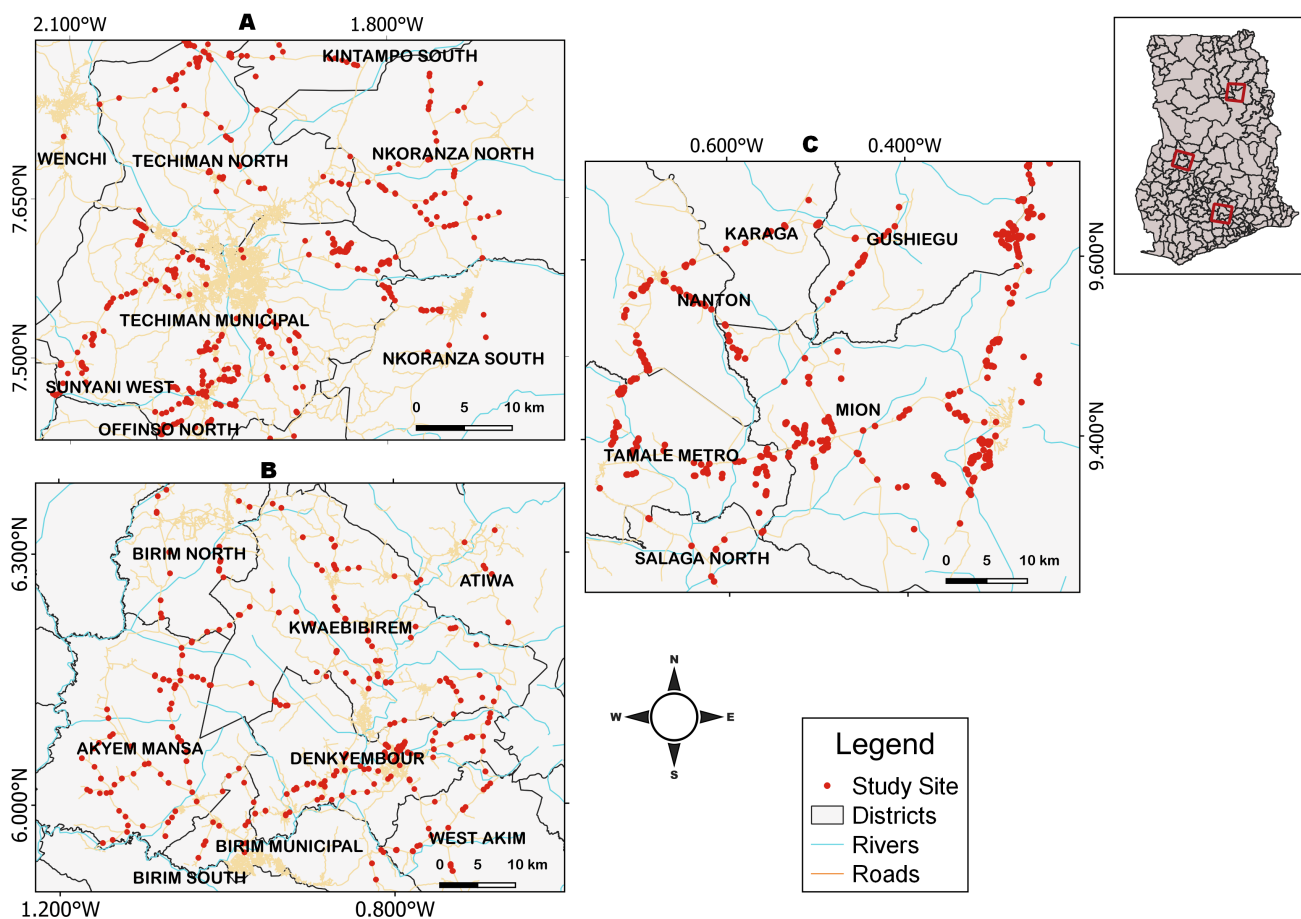 A
2.100°W 1.800°W
KINTAMPO SOUTH
WENCHI
TECHIMAN NORTH
NKORANZA NORTH
7.650°N
TECHIMAN MUNICIPAL
7.500°N
NKORANZA SOUTH
SUNYANI WEST
OFFINSO NORTH
0 5 10 km
B
BIRIM NORTH
6.300°N
ATIWA
KWAEBIBIREM
AKYEM MANSA
DENKYEMBOUR
6.000°N
BIRIM MUNICIPAL
WEST AKIM
BIRIM SOUTH
0 5 10 km
1.200°W 0.800°W
C
0.600°W 0.400°W
KARAGA
GUSHIEGU
9.600°N
NANTON
MION
9.400°N
TAMALE METRO
SALAGA NORTH
0 5 10 km
N
W E
S
Legend
Study Site
Districts
Rivers
Roads